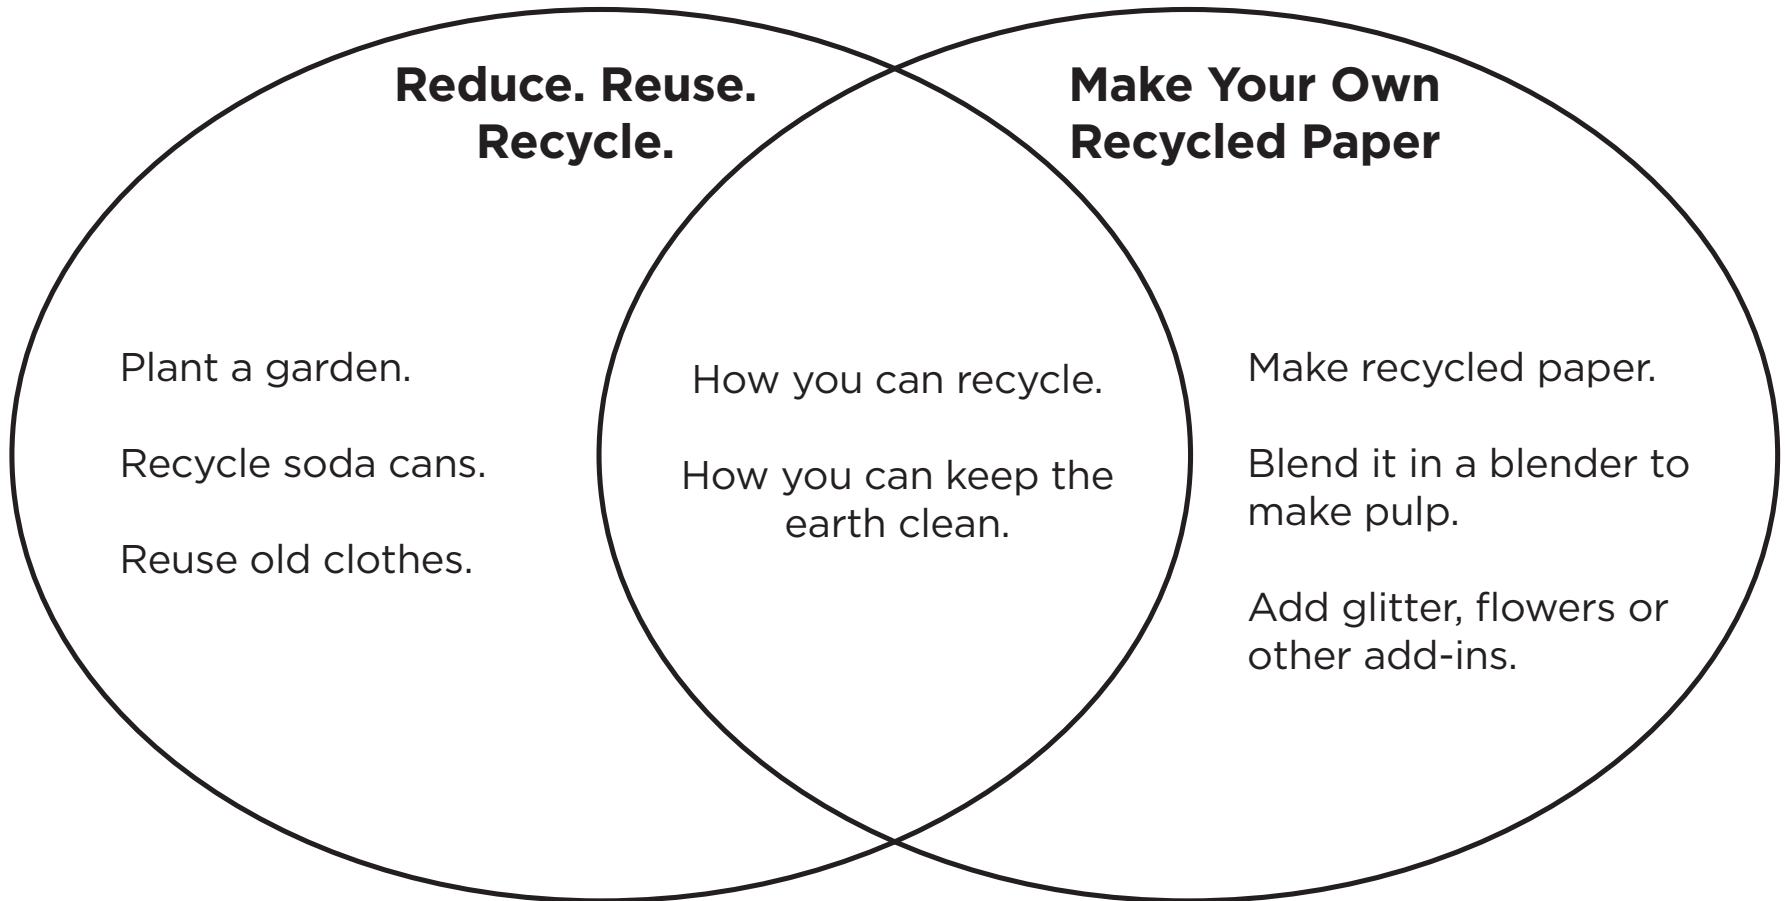 Reduce. Reuse.
Recycle.
Make Your Own
Recycled Paper
Plant a garden.
Recycle soda cans.
Reuse old clothes.
How you can recycle.
How you can keep the
earth clean.
Make recycled paper.
Blend it in a blender to
make pulp.
Add glitter, flowers or
other add-ins.